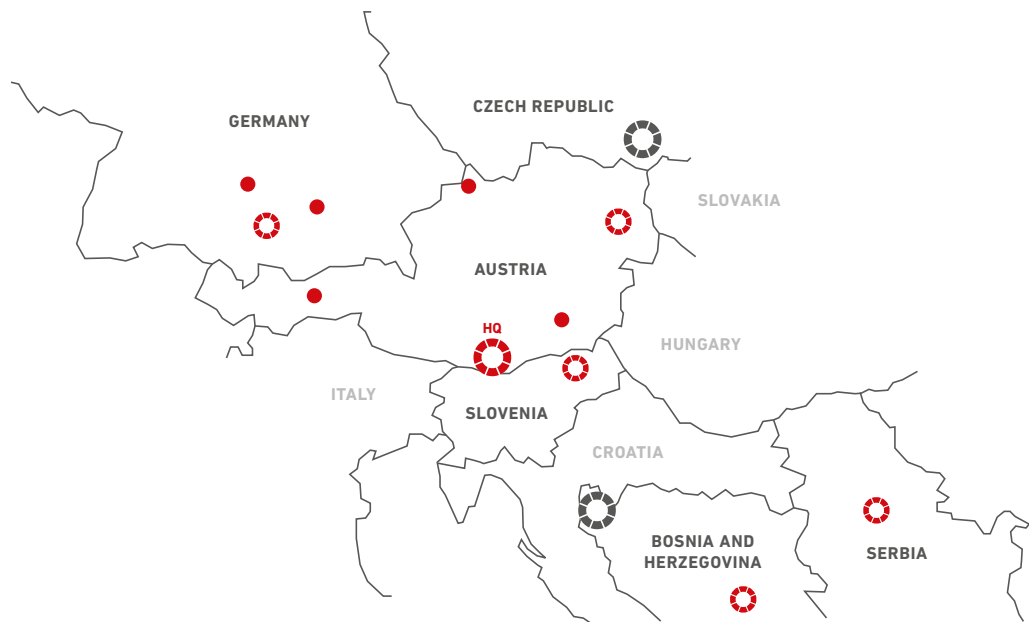 CZECH REPUBLIC
GERMANY
SLOVAKIA
AUSTRIA
HQ
HUNGARY
ITALY
SLOVENIA
CROATIA
BOSNIA AND
HERZEGOVINA
SERBIA